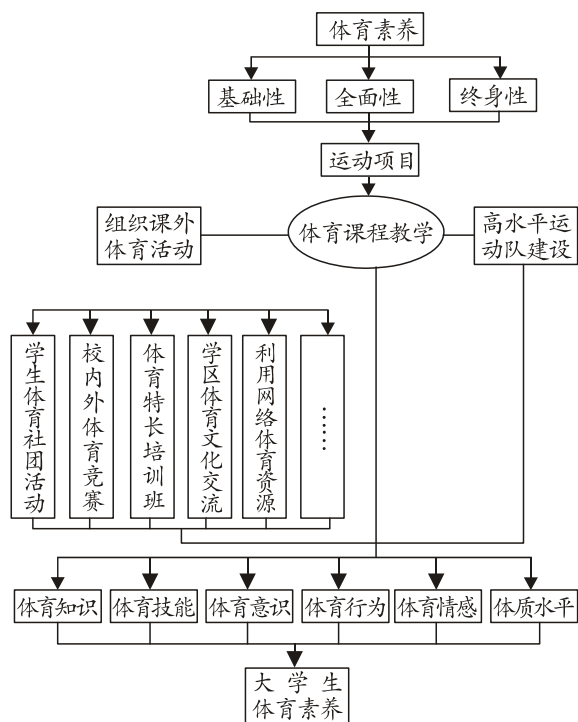 体育素养
基础性
全面性
终身性
运动项目
组织课外
体育活动
体育课程教学
高水平运
动队建设
学生体育社团活动
校内外体育竞赛
体育特长培训班
学区体育文化交流
利用网络体育资源
……
体育知识
体育技能
体育意识
体育行为
体育情感
体质水平
大 学 生
体育素养